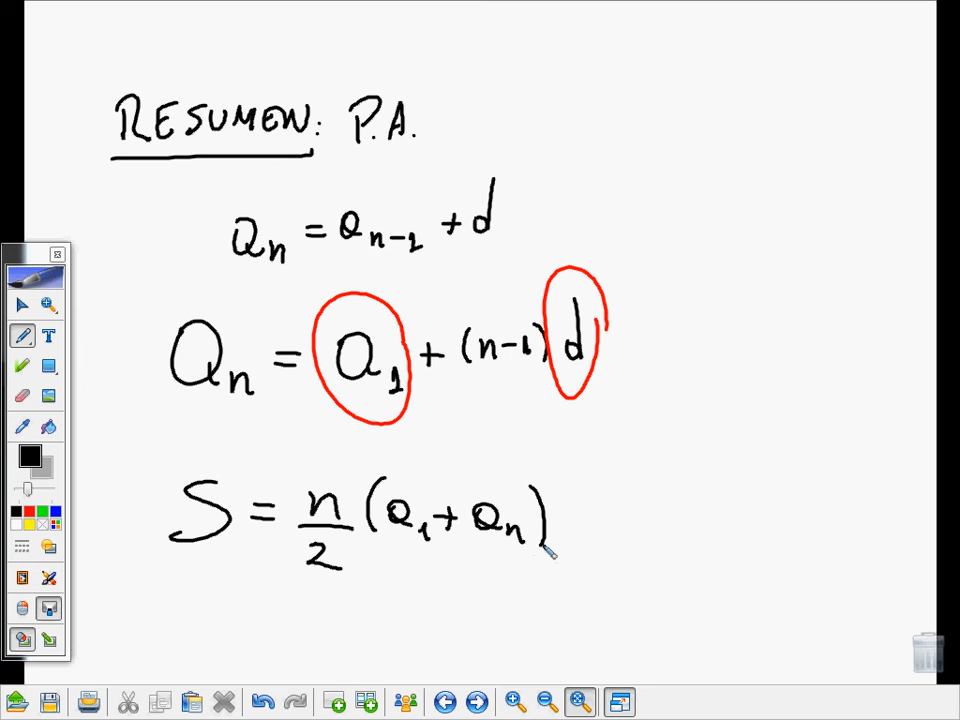 RESUMEN: P.A.
an = an-1 + d
an = a1 + (n-1) d
S = n/2 (a1 + an)